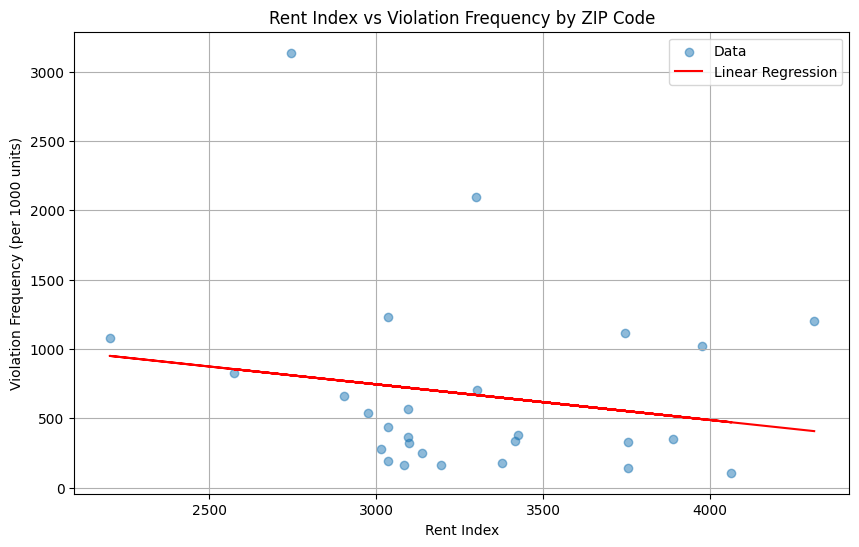 Rent Index vs Violation Frequency by ZIP Code
Data
Linear Regression
Violation Frequency (per 1000 units)
3000
2500
2000
1500
1000
500
0
2500
3000
3500
4000
Rent Index